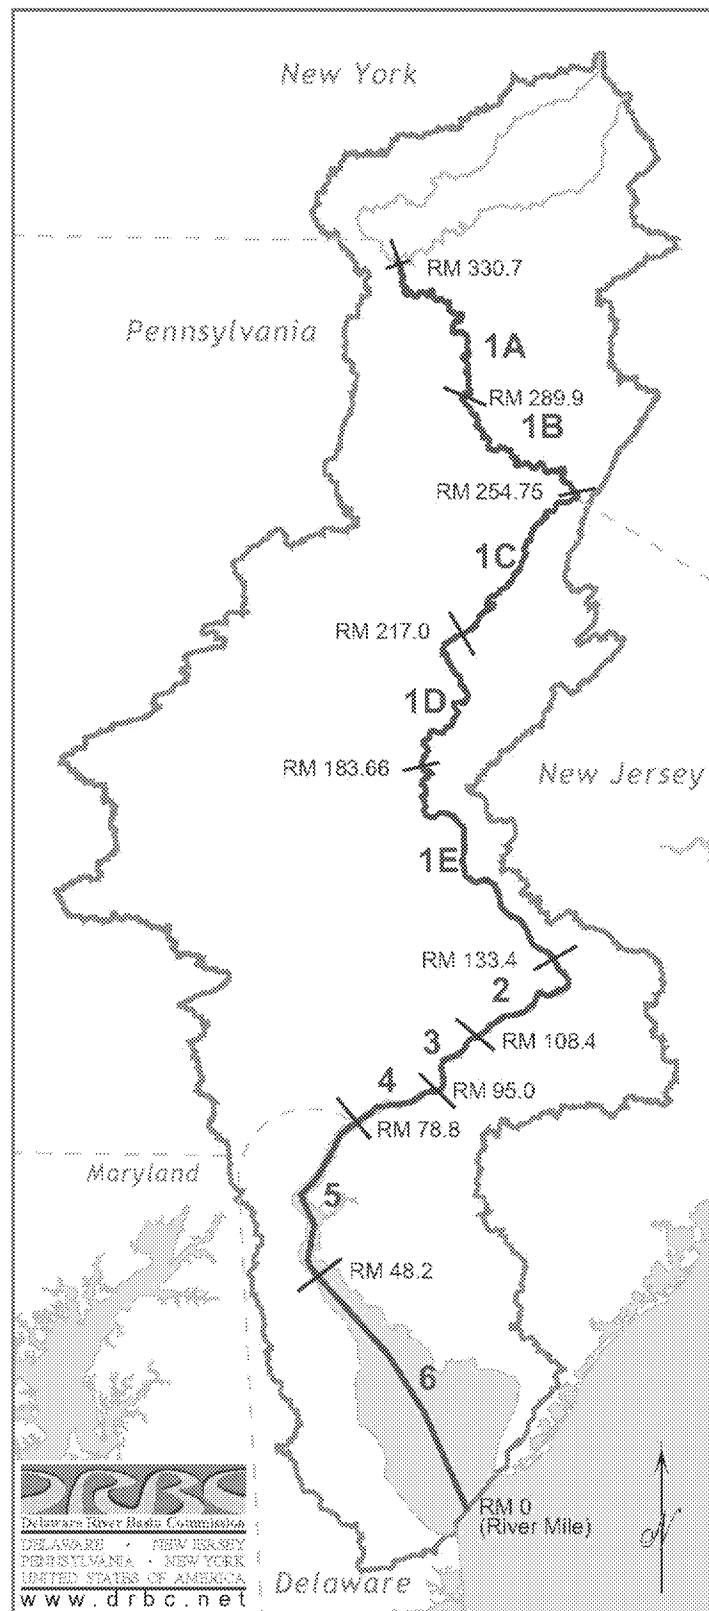 New York
RM 330.7
Pennsylvania
1A
RM 289.9
1B
RM 254.75
1C
RM 217.0
1D
RM 183.66
New Jersey
1E
RM 133.4
2
3
RM 108.4
4
RM 95.0
RM 78.8
Maryland
5
RM 48.2
6
RM 0
(River Mile)
N
DRBC
Delaware River Basin Commission
DELAWARE • NEW JERSEY
PENNSYLVANIA • NEW YORK
UNITED STATES OF AMERICA
www.drbc.net
Delaware